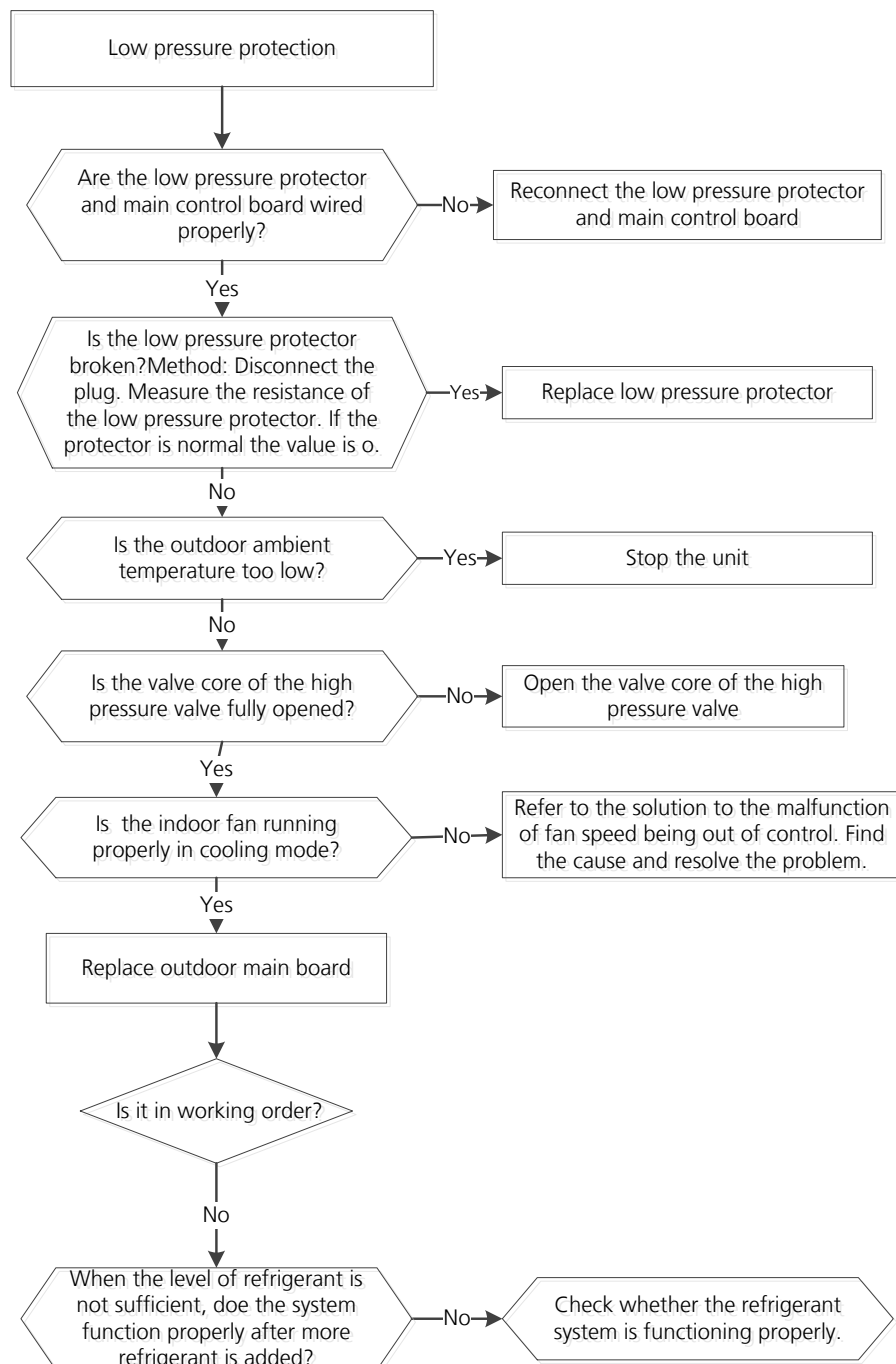 Low pressure protection
Are the low pressure protector
and main control board wired
properly?
No
Reconnect the low pressure protector
and main control board
Yes
Is the low pressure protector
broken?Method: Disconnect the
plug. Measure the resistance of
the low pressure protector. If the
protector is normal the value is o.
Yes
Replace low pressure protector
No
Is the outdoor ambient
temperature too low?
Yes
Stop the unit
No
Is the valve core of the high
pressure valve fully opened?
No
Open the valve core of the high
pressure valve
Yes
Is the indoor fan running
properly in cooling mode?
No
Refer to the solution to the malfunction
of fan speed being out of control. Find
the cause and resolve the problem.
Yes
Replace outdoor main board
Is it in working order?
No
When the level of refrigerant is
not sufficient, doe the system
function properly after more
refrigerant is added?
No
Check whether the refrigerant
system is functioning properly.